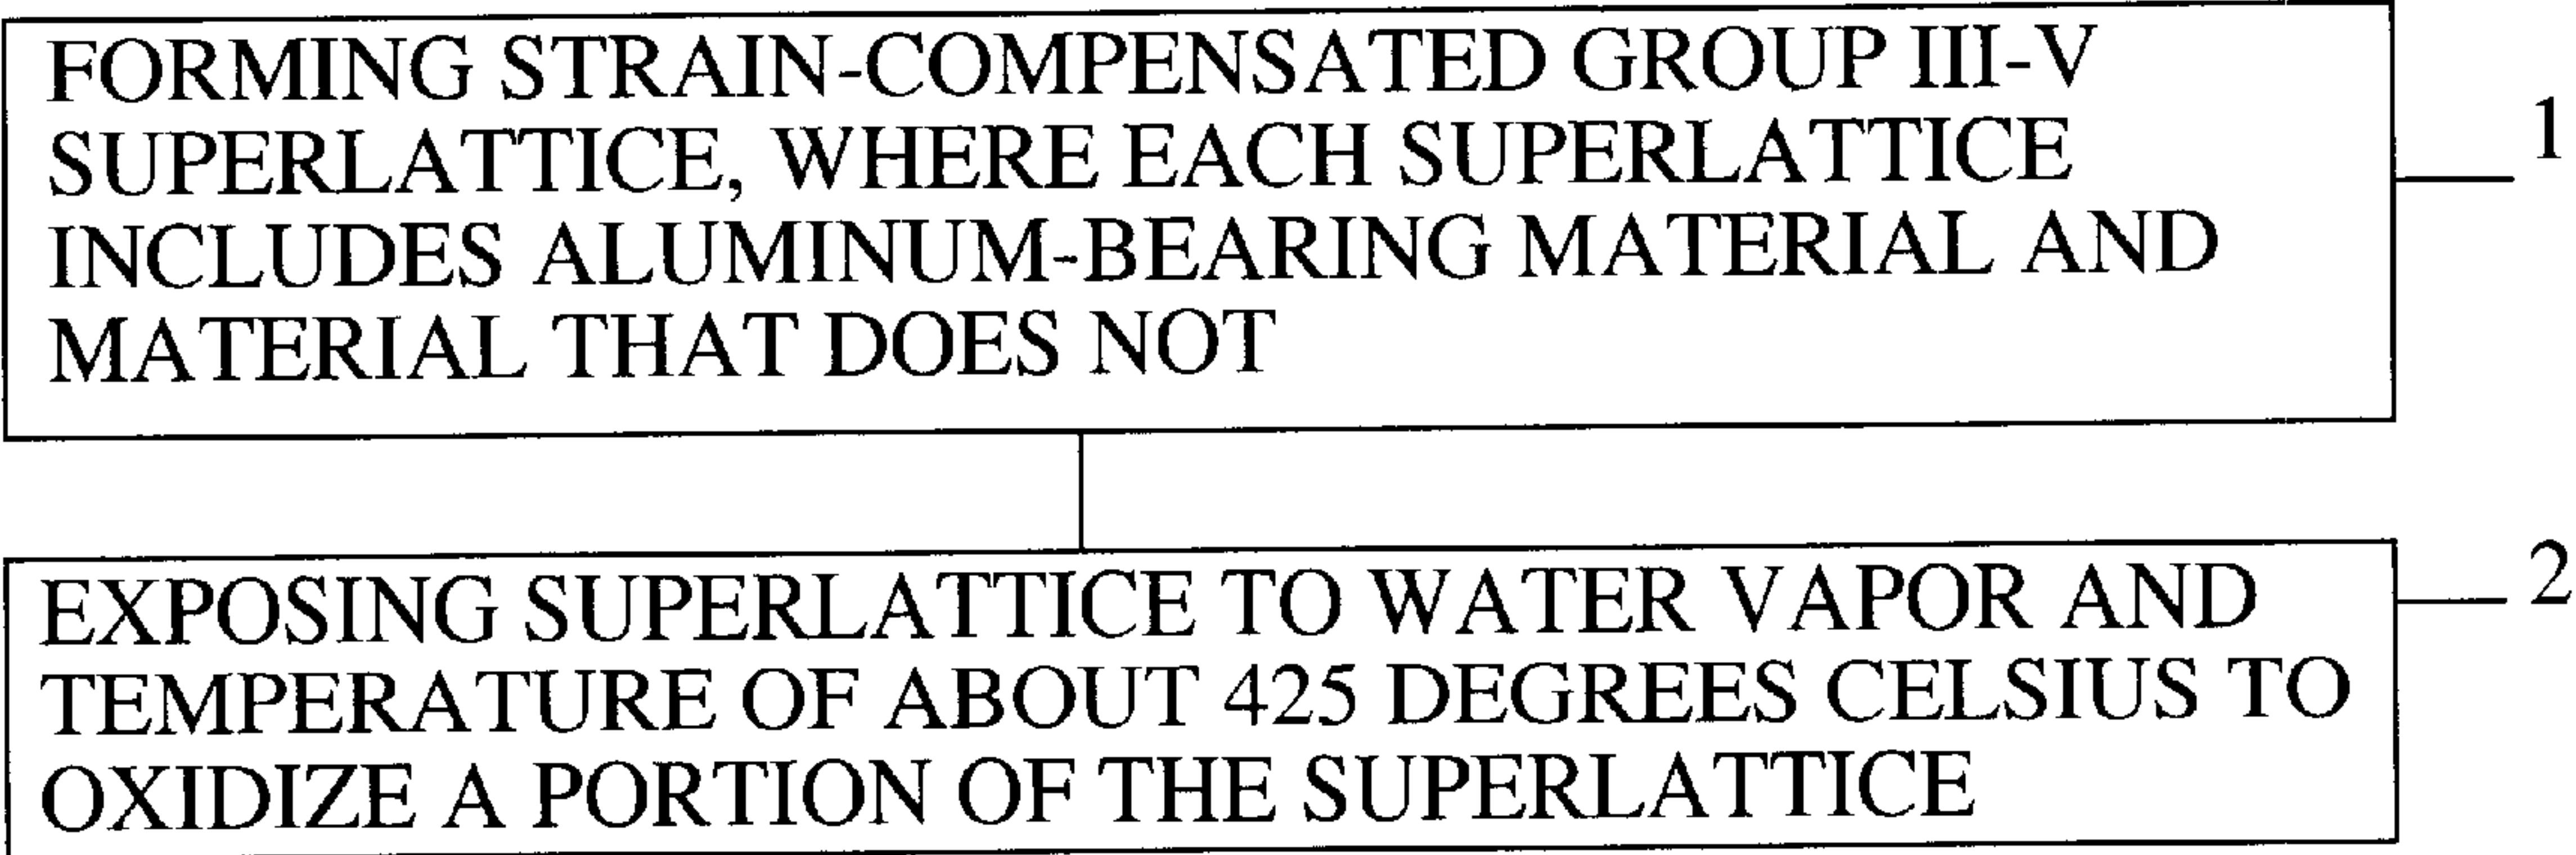 FORMING STRAIN-COMPENSATED GROUP III-V
SUPERLATTICE, WHERE EACH SUPERLATTICE
INCLUDES ALUMINUM-BEARING MATERIAL AND
MATERIAL THAT DOES NOT
1
EXPOSING SUPERLATTICE TO WATER VAPOR AND
TEMPERATURE OF ABOUT 425 DEGREES CELSIUS TO
OXIDIZE A PORTION OF THE SUPERLATTICE
2